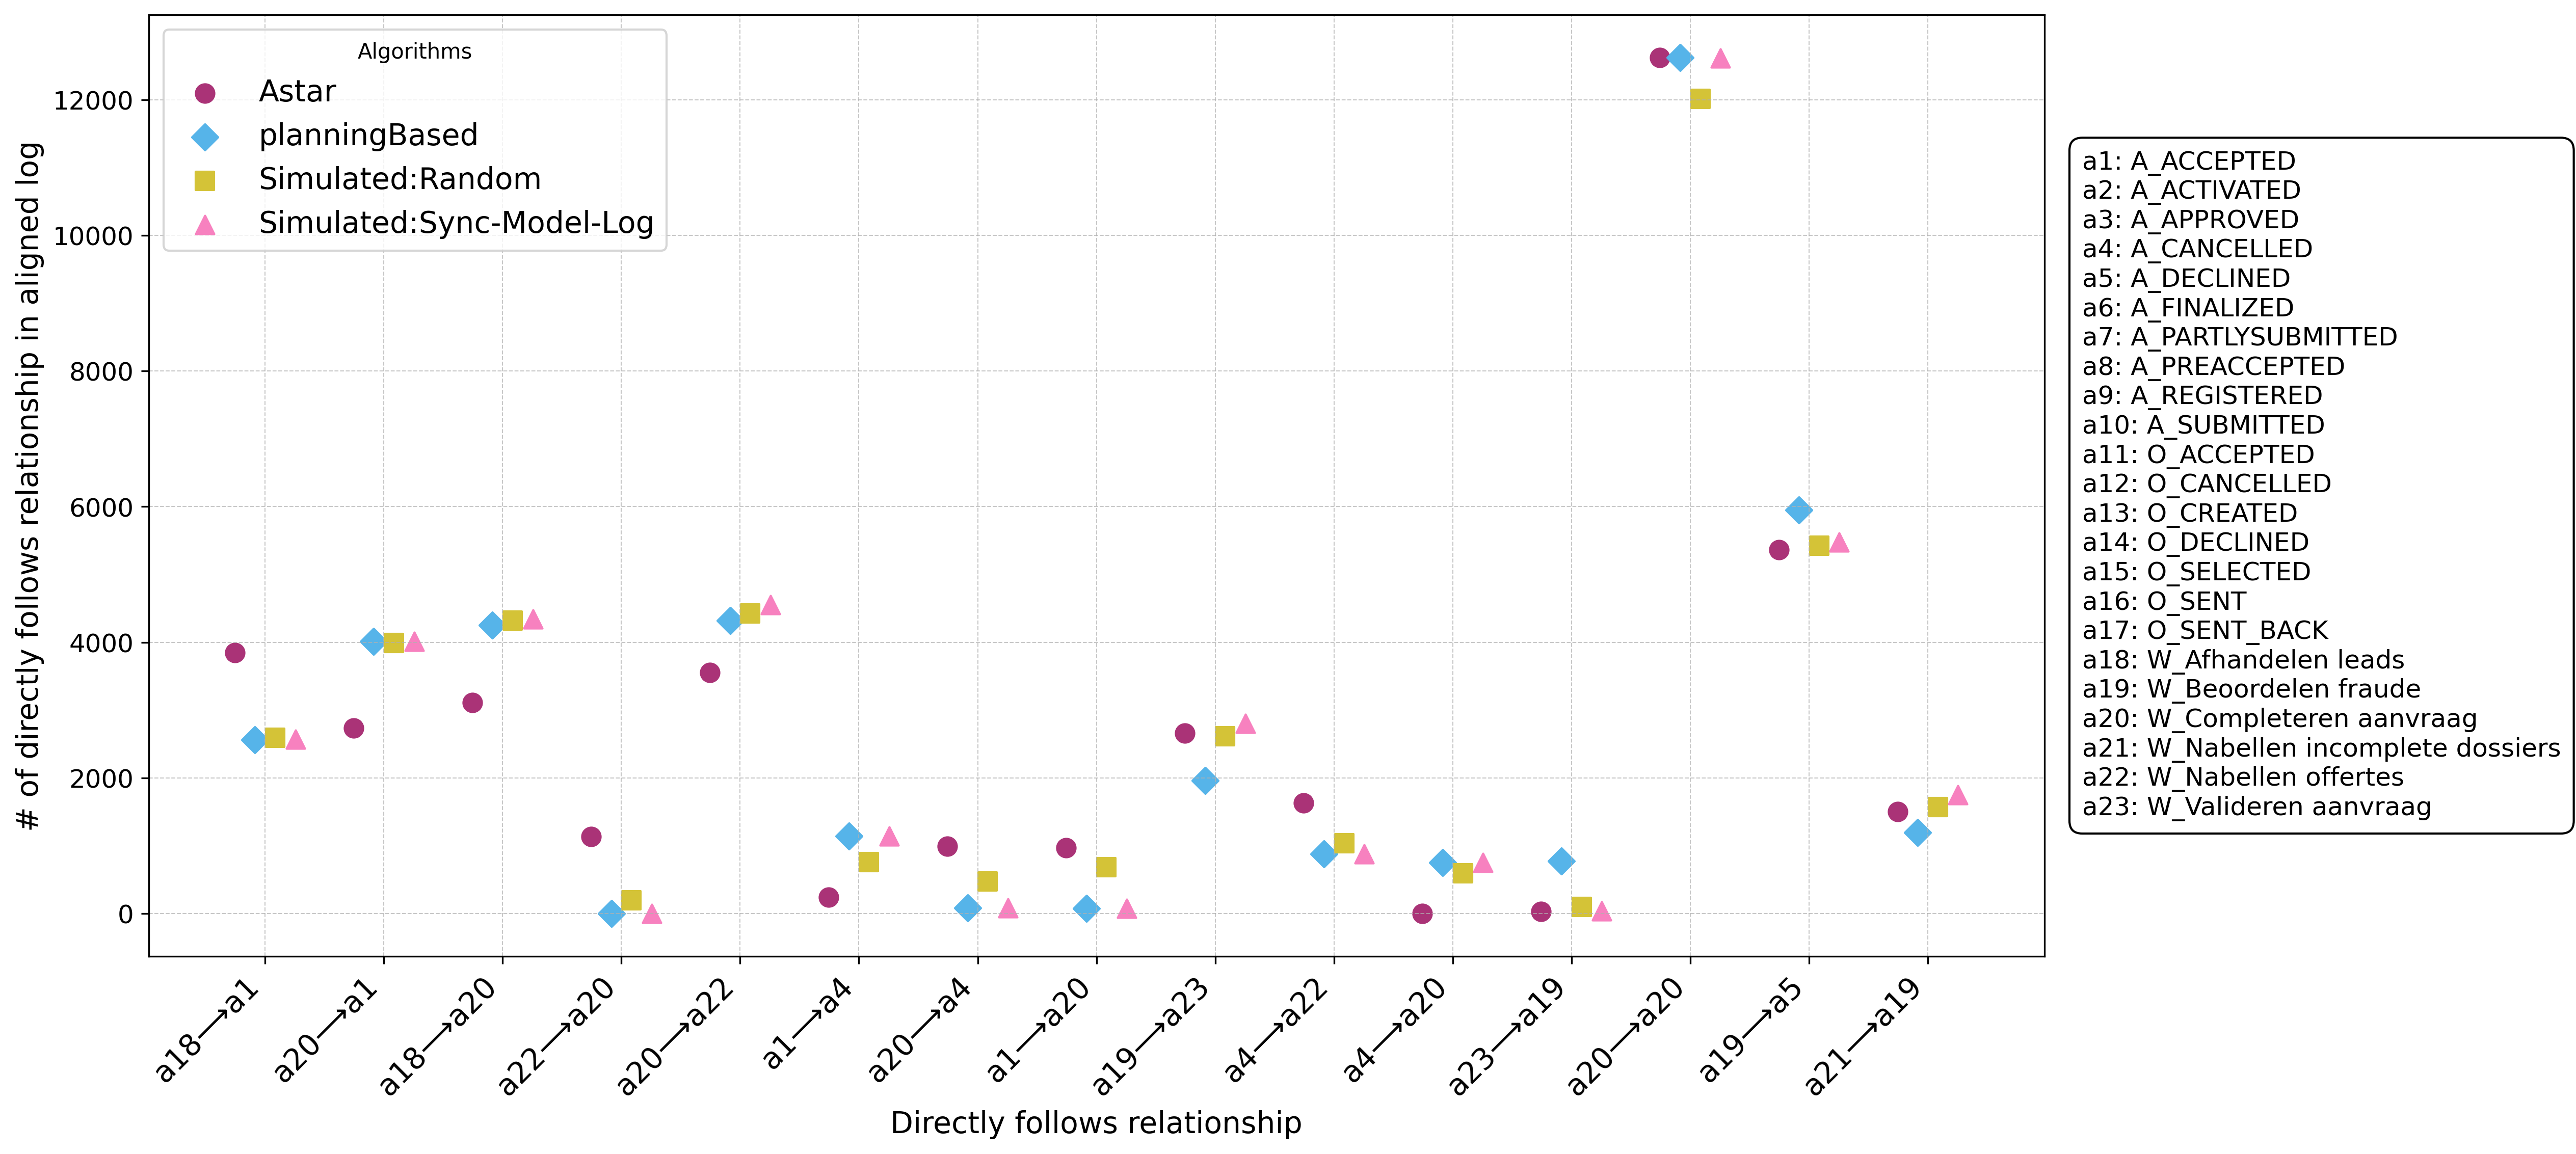 Algorithms
Astar
planningBased
Simulated:Random
Simulated:Sync-Model-Log
# of directly follows relationship in aligned log
12000
10000
8000
6000
4000
2000
0
a18→a1
a20→a1
a18→a20
a22→a20
a20→a22
a1→a4
a20→a4
a1→a20
a19→a23
a4→a22
a4→a20
a23→a19
a20→a20
a19→a5
a21→a19
Directly follows relationship
a1: A_ACCEPTED
a2: A_ACTIVATED
a3: A_APPROVED
a4: A_CANCELLED
a5: A_DECLINED
a6: A_FINALIZED
a7: A_PARTLYSUBMITTED
a8: A_PREACCEPTED
a9: A_REGISTERED
a10: A_SUBMITTED
a11: O_ACCEPTED
a12: O_CANCELLED
a13: O_CREATED
a14: O_DECLINED
a15: O_SELECTED
a16: O_SENT
a17: O_SENT_BACK
a18: W_Afhandelen leads
a19: W_Beoordelen fraude
a20: W_Completeren aanvraag
a21: W_Nabellen incomplete dossiers
a22: W_Nabellen offertes
a23: W_Valideren aanvraag